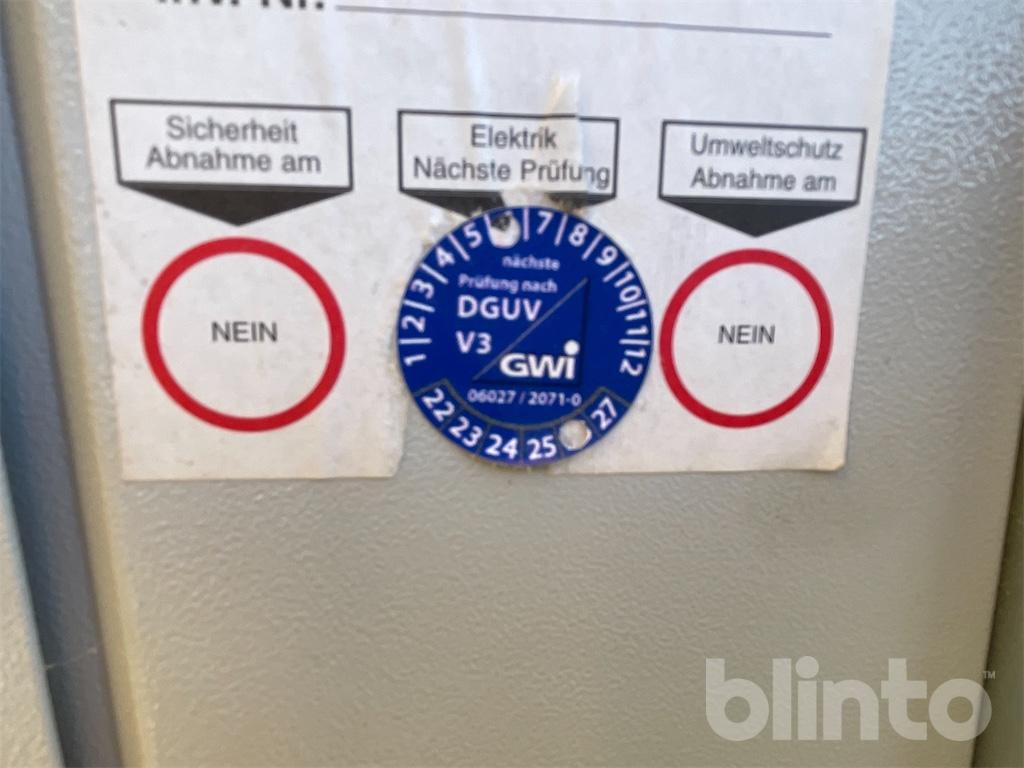 Sicherheit
Abnahme am
Elektrik
Nächste Prüfung
Umweltschutz
Abnahme am
NEIN
1 | 2 | 3 | 4 | 5 | 7 | 8 | 9 | 10 | 11 | 12
nächste
Prüfung nach
DGUV
V3
GWi
06027 / 2071-0
22 23 24 25 27
NEIN
blinto™